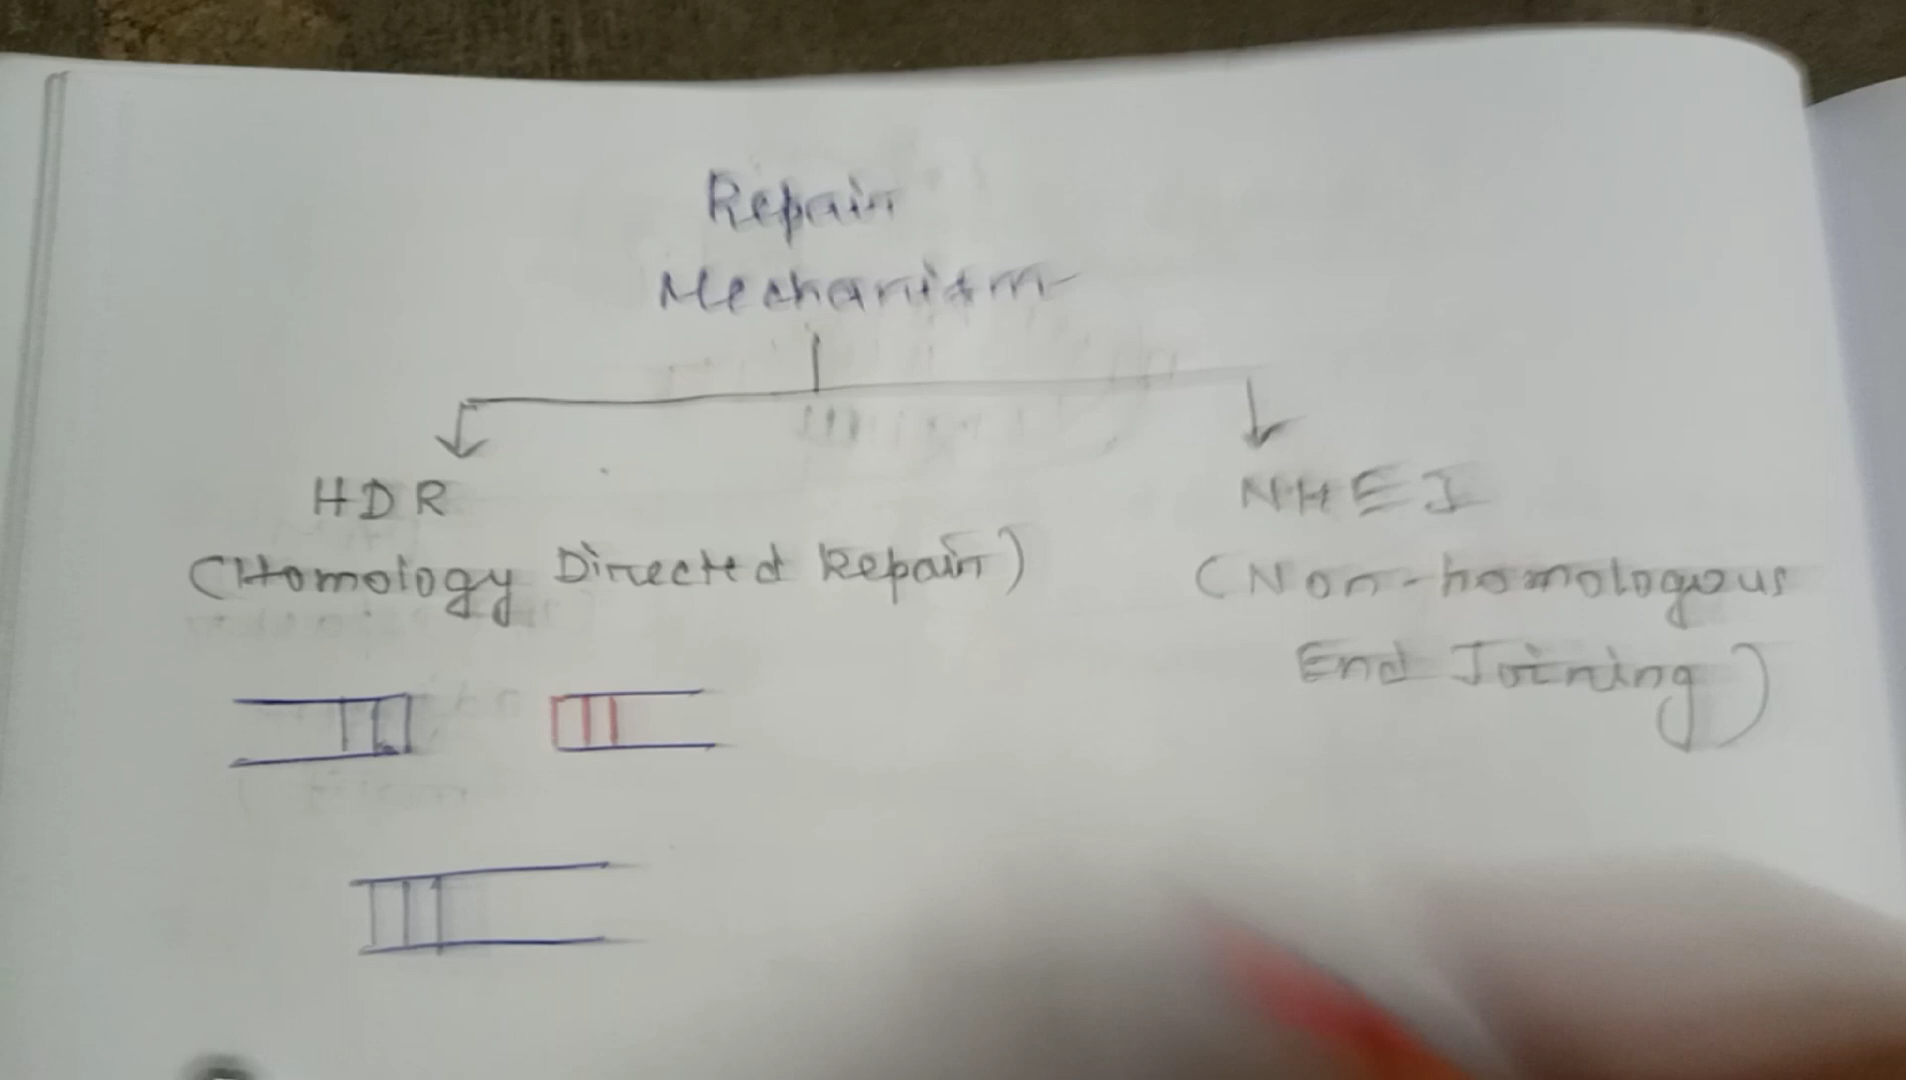 Repair
Mechanism
HDR
(Homology Directed Repair)
NHEJ
(Non-homologous
End Joining)